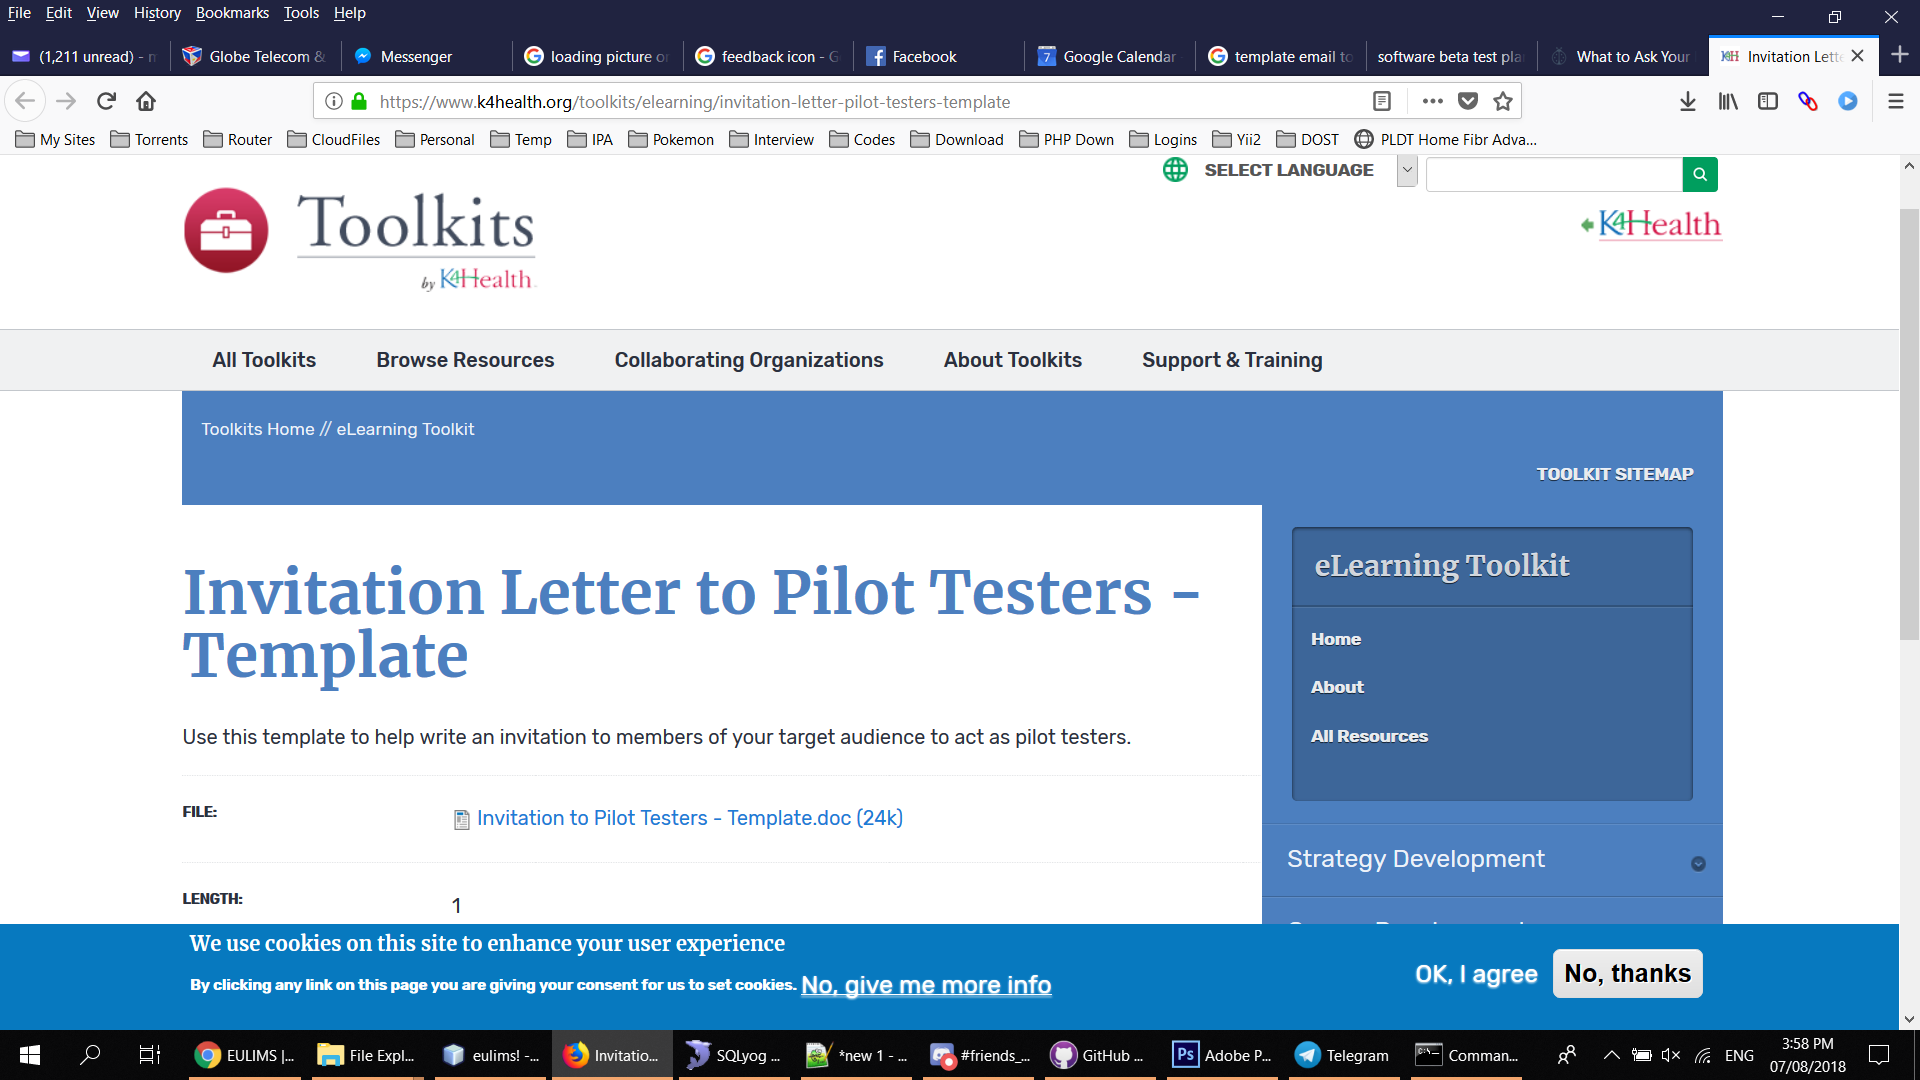 File Edit View History Bookmarks Tools Help
(1,211 unread) - Globe Telecom & Messenger loading picture feedback icon - G Facebook Google Calendar template email to software beta test pla What to Ask Your Invitation Lette
https://www.k4health.org/toolkits/elearning/invitation-letter-pilot-testers-template
My Sites Torrents Router CloudFiles Personal Temp IPA Pokemon Interview Codes Download PHP Down Logins Yii2 DOST PLDT Home Fibr Adva...
SELECT LANGUAGE
Toolkits
by K4Health
K4Health
All Toolkits Browse Resources Collaborating Organizations About Toolkits Support & Training
Toolkits Home // eLearning Toolkit
TOOLKIT SITEMAP
Invitation Letter to Pilot Testers -
Template
Use this template to help write an invitation to members of your target audience to act as pilot testers.
FILE: Invitation to Pilot Testers - Template.doc (24k)
LENGTH: 1
eLearning Toolkit
Home
About
All Resources
Strategy Development
We use cookies on this site to enhance your user experience
By clicking any link on this page you are giving your consent for us to set cookies. No, give me more info
OK, I agree No, thanks
EULIMS |... File Expl... eulims! -... Invitatio... SQLyog ... *new 1 - ... #friends_... GitHub ... Adobe P... Telegram Comman... ENG
3:58 PM
07/08/2018